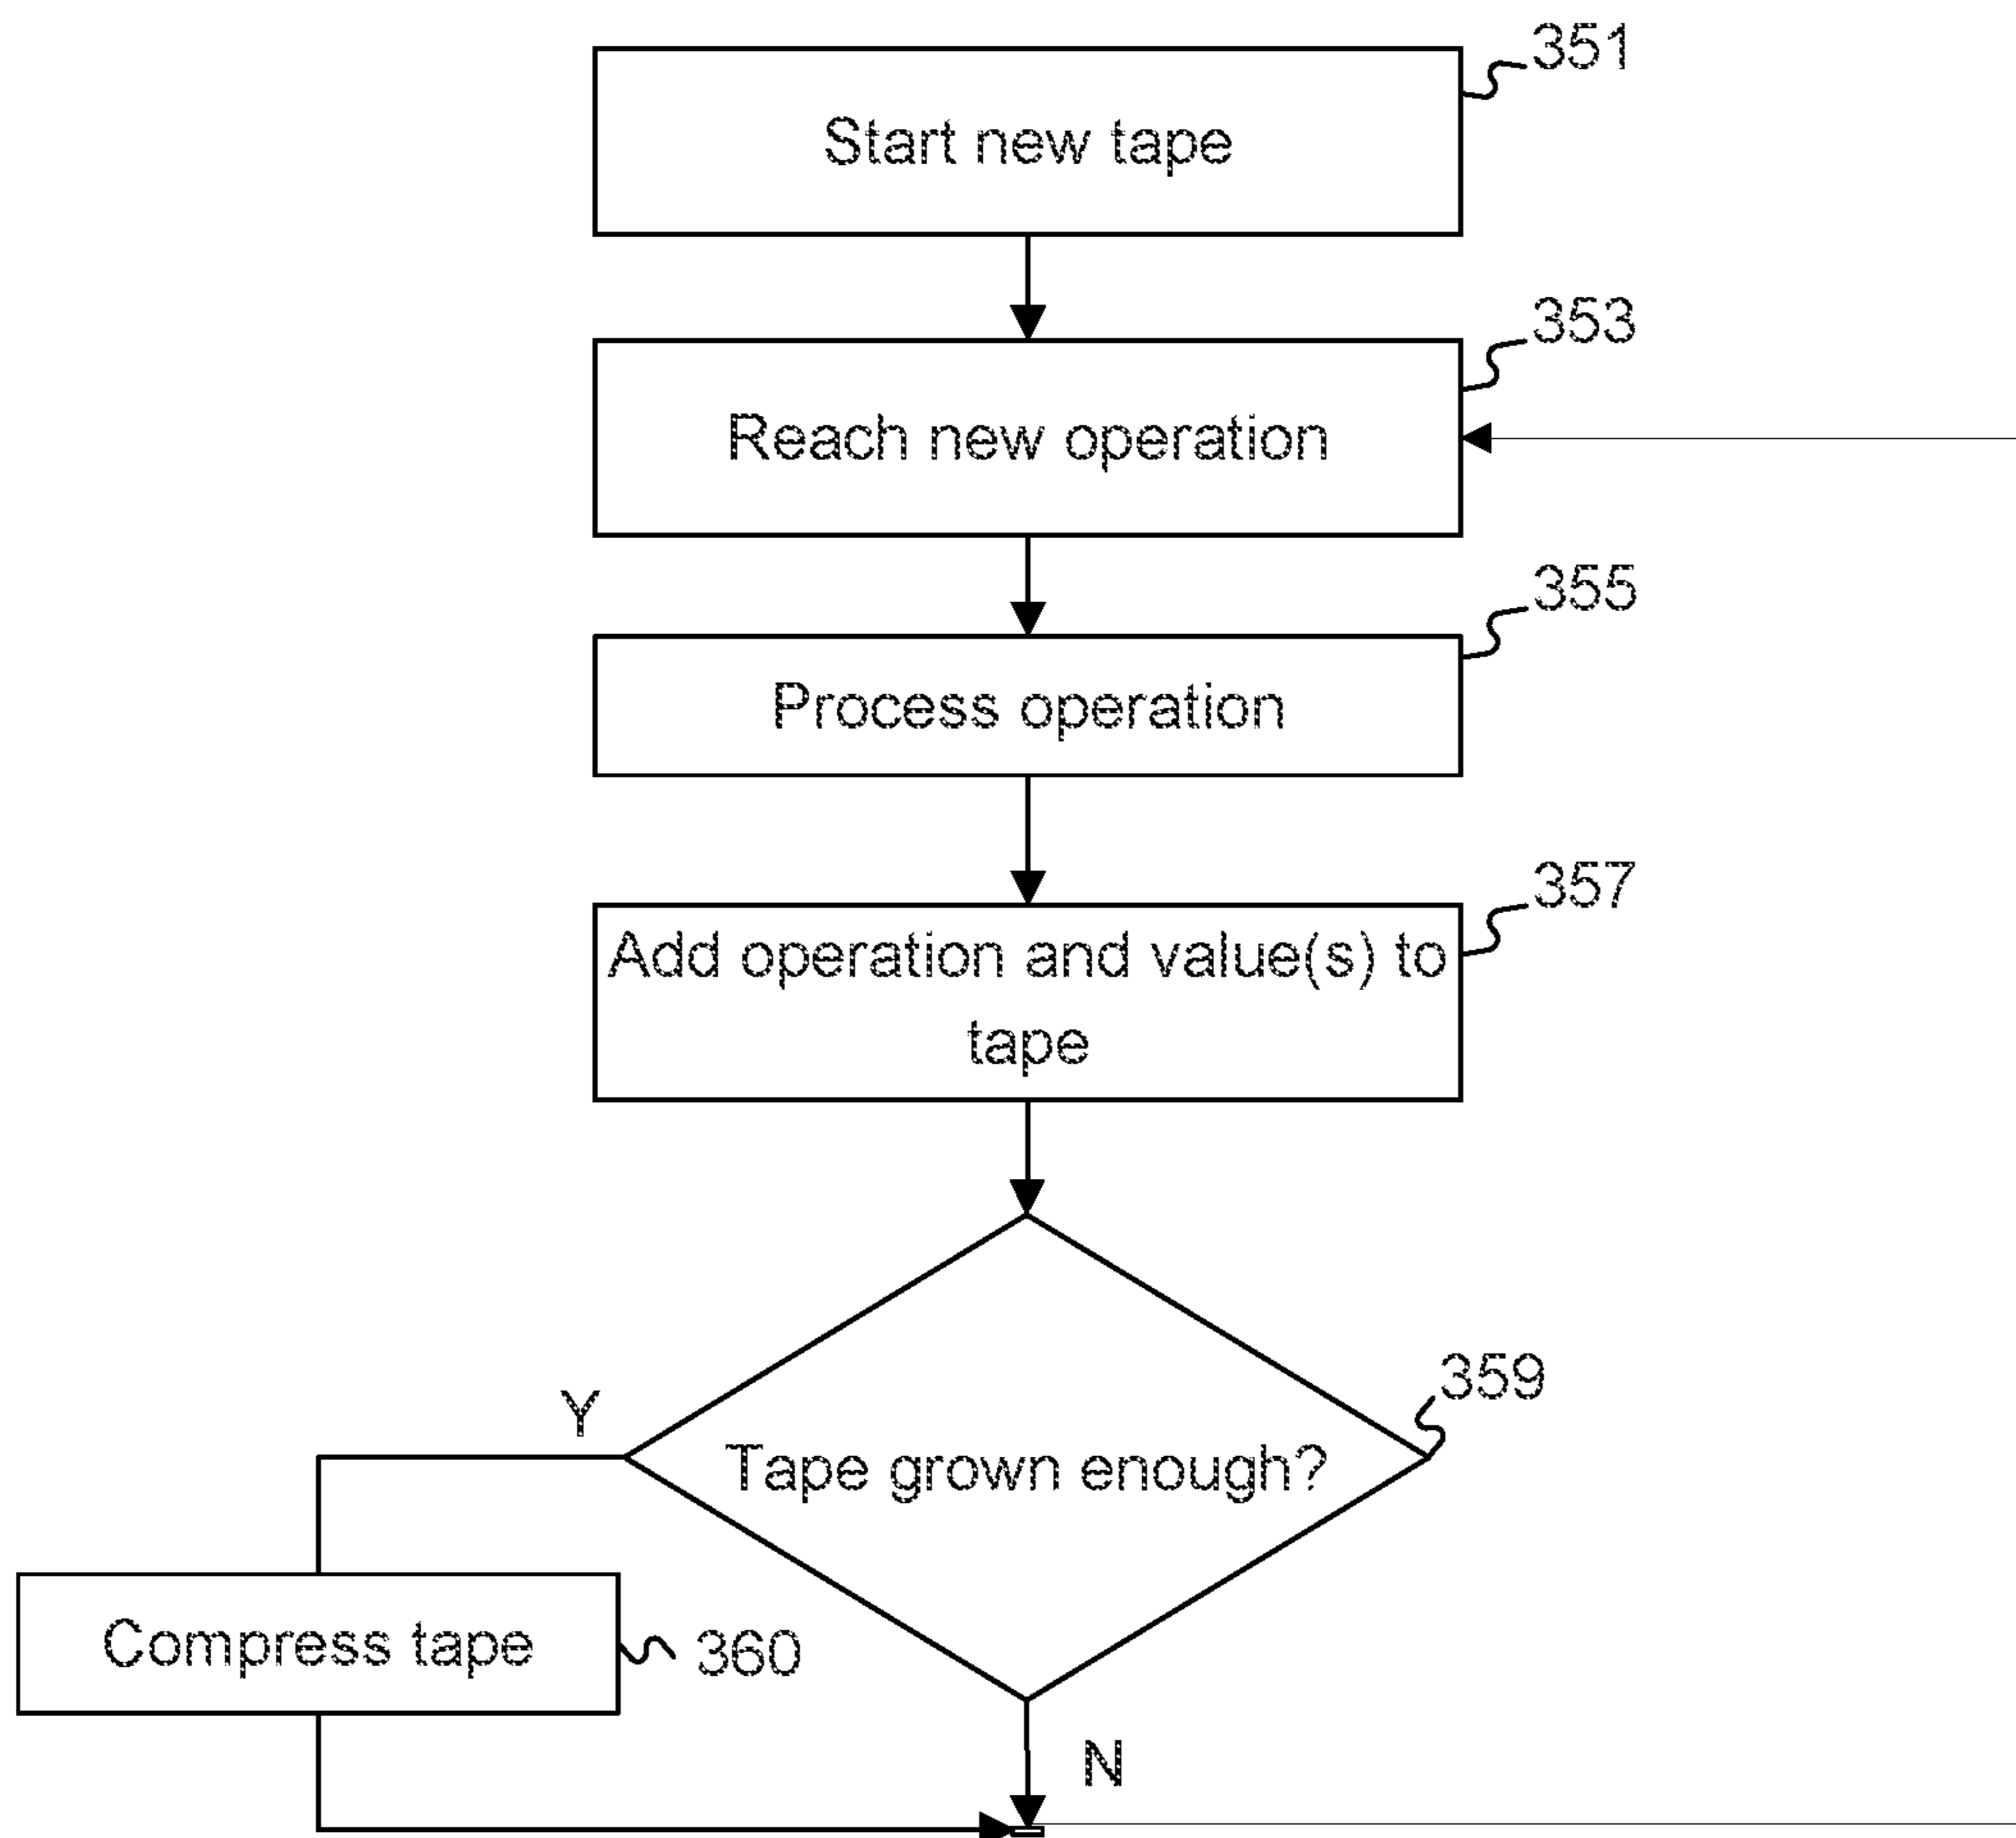 351
Start new tape
353
Reach new operation
355
Process operation
357
Add operation and value(s) to
tape
359
Y
Tape grown enough?
Compress tape
360
N